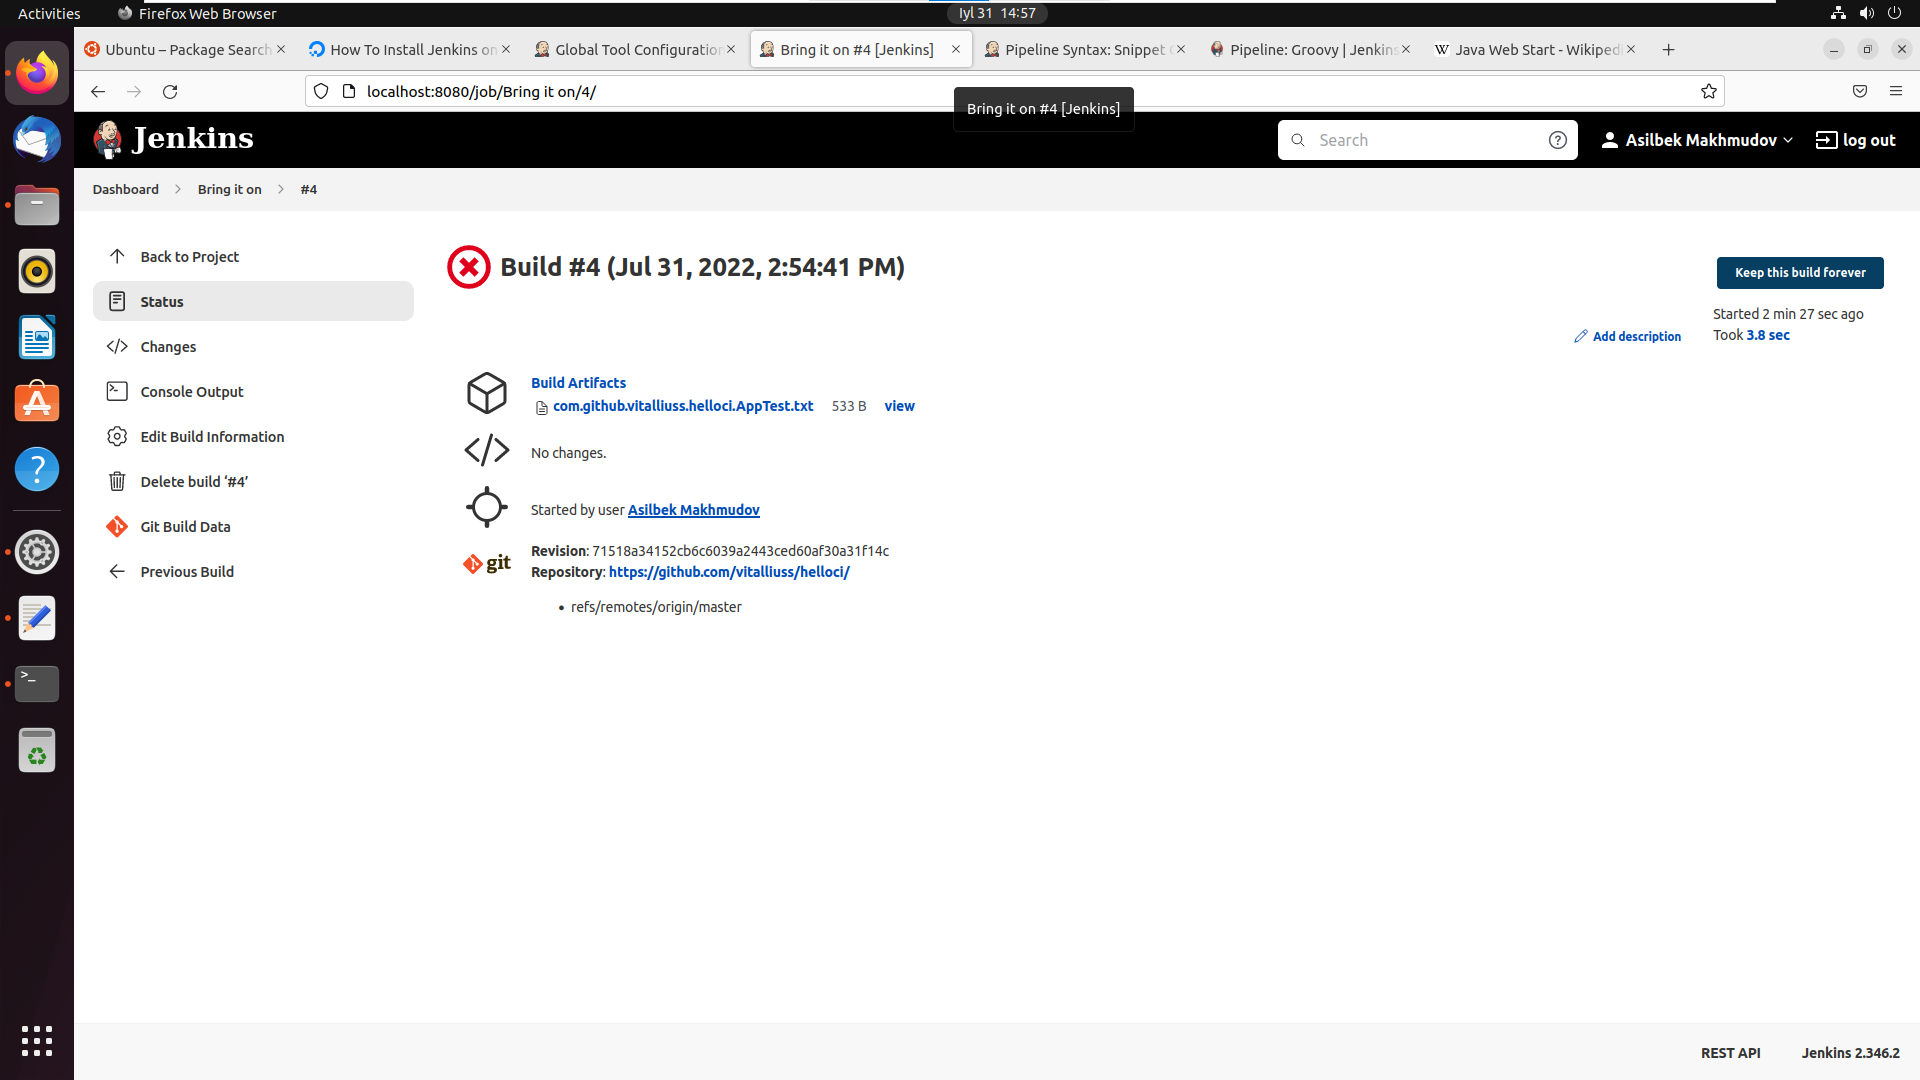 Activities
Firefox Web Browser
Iyl 31 14:57
Ubuntu – Package Search
How To Install Jenkins on
Global Tool Configuration
Bring it on #4 [Jenkins]
Pipeline Syntax: Snippet
Pipeline: Groovy | Jenkins
W Java Web Start - Wikiped
localhost:8080/job/Bring it on/4/
Bring it on #4 [Jenkins]
Jenkins
Search
Asilbek Makhmudov
log out
Dashboard
Bring it on
#4
Back to Project
Status
Changes
Console Output
Edit Build Information
Delete build ‘#4’
Git Build Data
Previous Build
Build #4 (Jul 31, 2022, 2:54:41 PM)
Keep this build forever
Started 2 min 27 sec ago
Took 3.8 sec
Add description
Build Artifacts
com.github.vitalliuss.helloci.AppTest.txt 533 B view
No changes.
Started by user Asilbek Makhmudov
git
Revision: 71518a34152cb6c6039a2443ced60af30a31f14c
Repository: https://github.com/vitalliuss/helloci/
• refs/remotes/origin/master
REST API
Jenkins 2.346.2